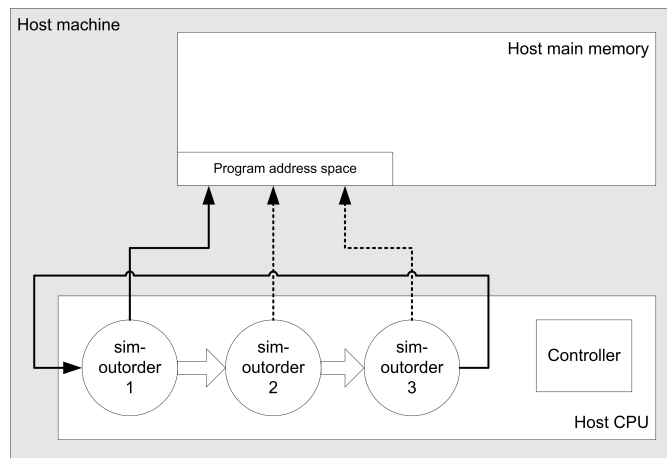 Host machine
Host main memory
Program address space
sim-
outorder
1
sim-
outorder
2
sim-
outorder
3
Controller
Host CPU